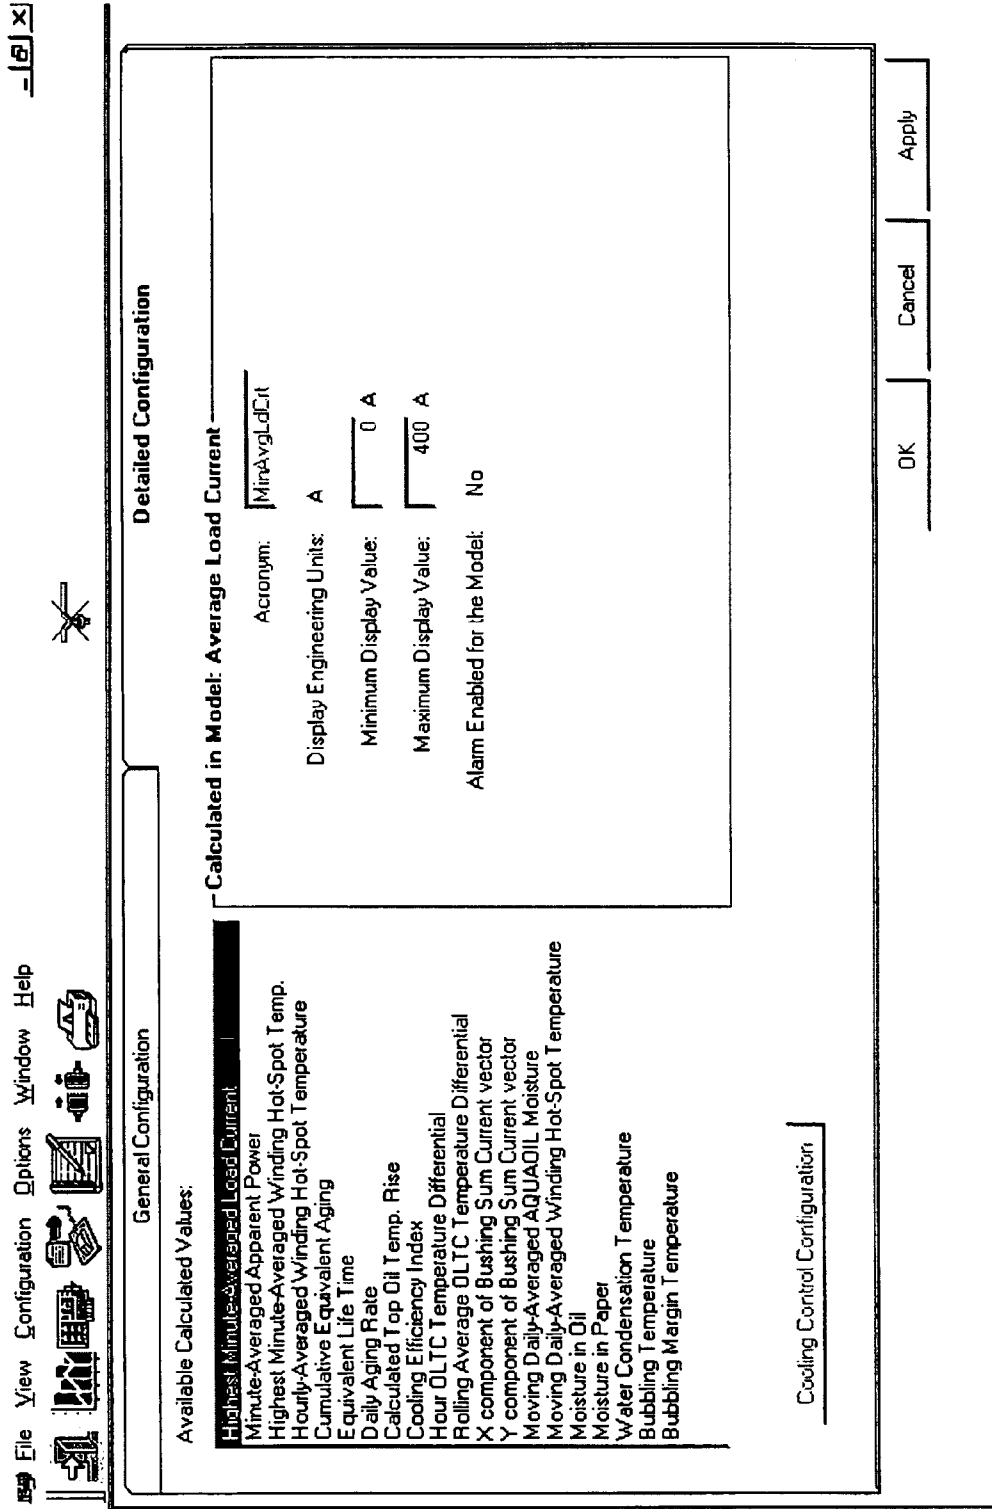 File View Configuration Options Window Help
General Configuration
Detailed Configuration
Available Calculated Values:
Highest Minute-Averaged Load Current
Minute-Averaged Apparent Power
Highest Minute-Averaged Winding Hot-Spot Temp.
Hourly-Averaged Winding Hot-Spot Temperature
Cumulative Equivalent Aging
Equivalent Life Time
Daily Aging Rate
Calculated Top Oil Temp. Rise
Cooling Efficiency Index
Hour OLTC Temperature Differential
Rolling Average OLTC Temperature Differential
X component of Bushing Sum Current vector
Y component of Bushing Sum Current vector
Moving Daily-Averaged AQUAOIL Moisture
Moving Daily-Averaged Winding Hot-Spot Temperature
Moisture in Oil
Moisture in Paper
Water Condensation Temperature
Bubbling Temperature
Bubbling Margin Temperature
Calculated in Model: Average Load Current
Acronym: MinAvgLdCrt
Display Engineering Units: A
Minimum Display Value: 0 A
Maximum Display Value: 400 A
Alarm Enabled for the Model: No
Cooling Control Configuration
OK Cancel Apply